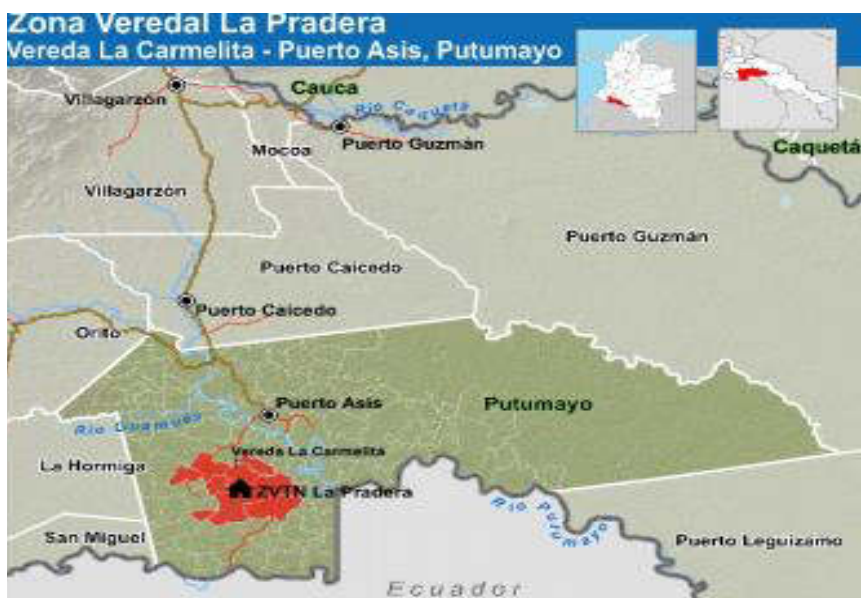 Zona Veredal La Pradera
Vereda La Carmelita - Puerto Asis, Putumayo
Villagarzón
Cauca
Río Caqueta
Puerto Guzmán
Mocoa
Caquetá
Villagarzón
Puerto Guzmán
Puerto Caicedo
Puerto Caicedo
Orito
Puerto Asis
Putumayo
Río Guamués
Vereda La Carmelita
La Hormiga
ZVTN La Pradera
Río Putumayo
San Miguel
Puerto Leguizamo
Ecuador